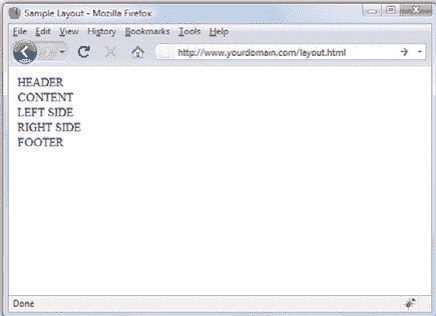 Sample Layout - Mozilla Firefox
File Edit View History Bookmarks Tools Help
http://www.yourdomain.com/layout.html
HEADER
CONTENT
LEFT SIDE
RIGHT SIDE
FOOTER
Done